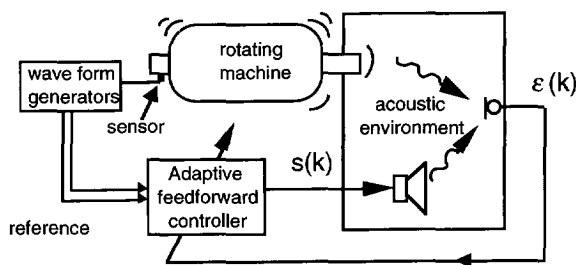 rotating
machine
wave form
generators
sensor
acoustic
environment
ε(k)
Adaptive
feedforward
controller
s(k)
reference